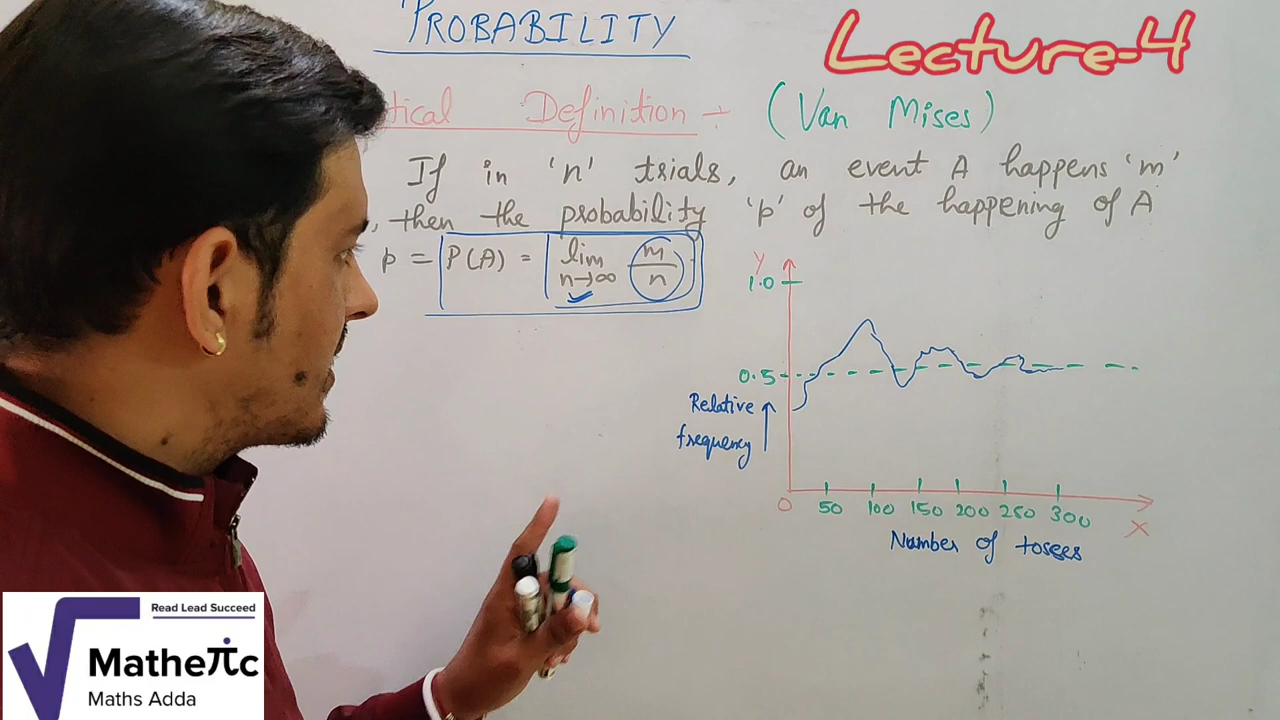 PROBABILITY
Lecture-4
tical Definition :- (Van Mises)
If in 'n' trials, an event A happens 'm'
, then the probability 'p' of the happening of A
p = P(A) = lim n→∞ m/n
Y
1.0
0.5
Relative
frequency
0 50 100 150 200 250 300
X
Number of tosses
Read Lead Succeed
Matheπc
Maths Adda